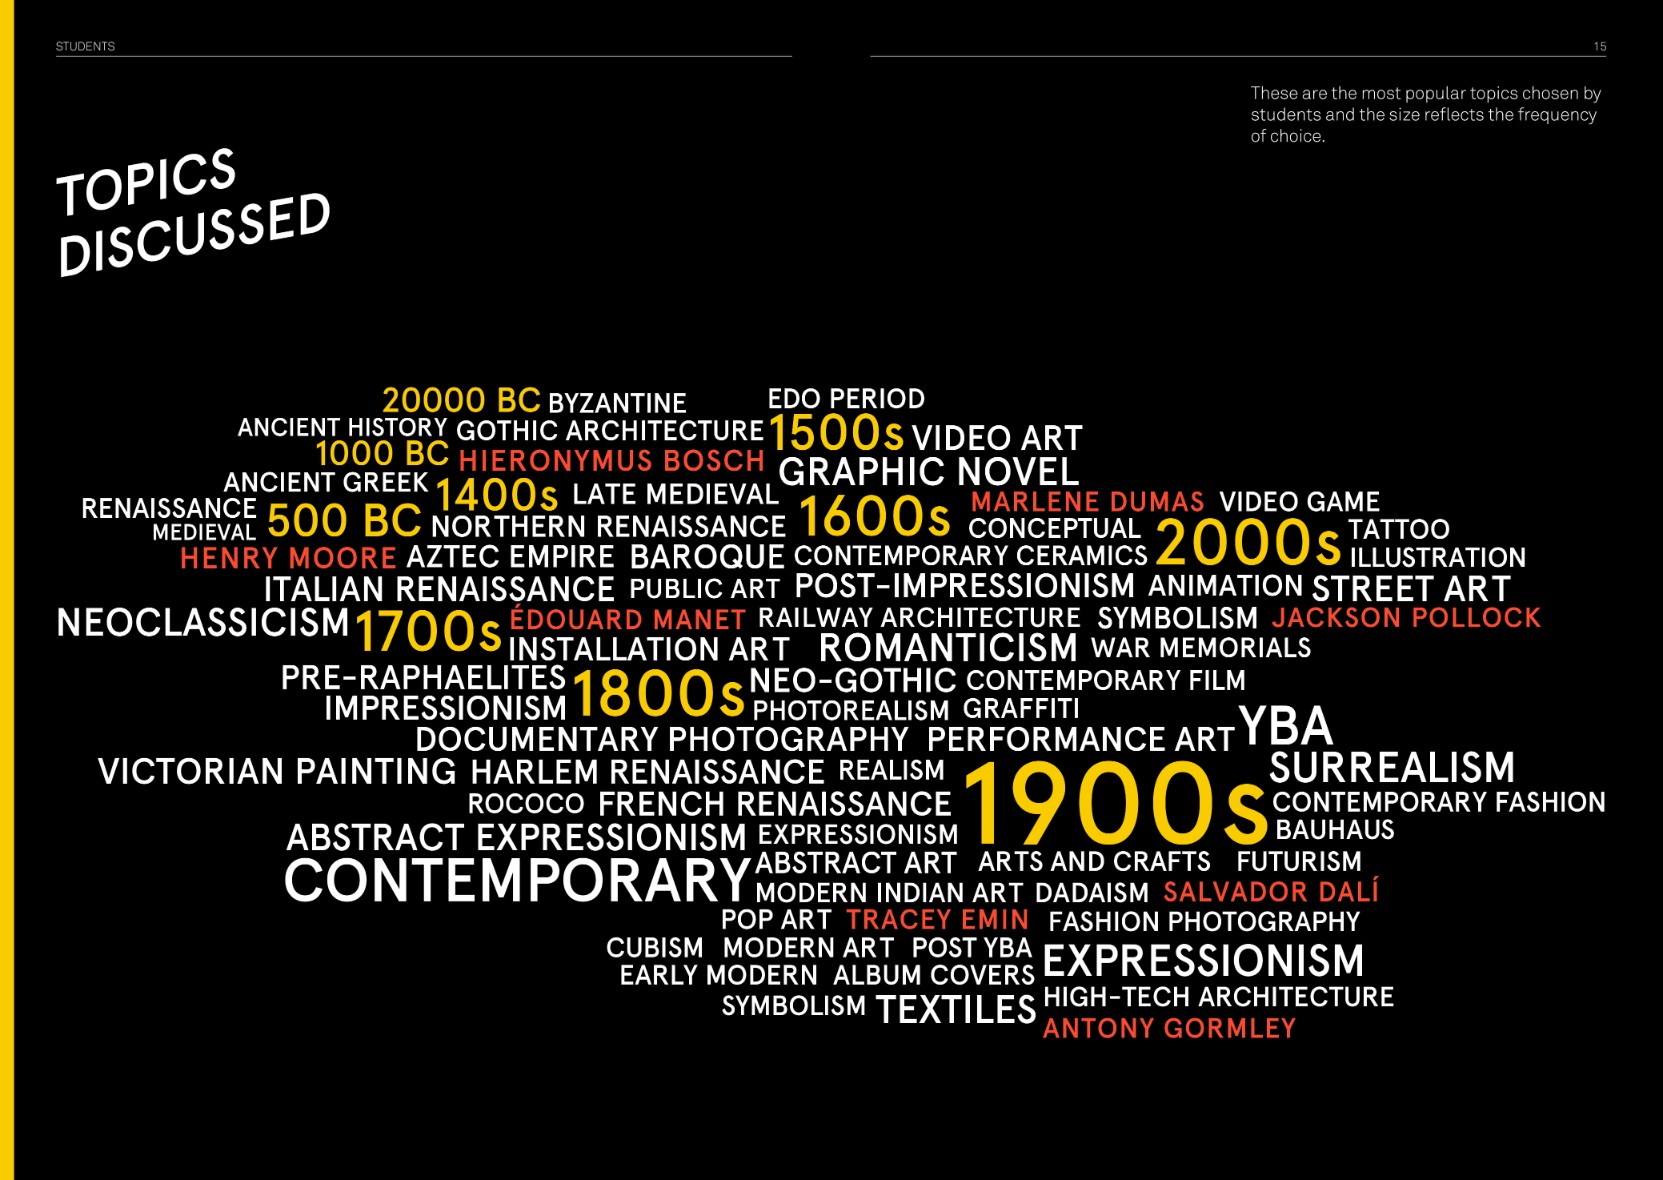 STUDENTS
15
These are the most popular topics chosen by
students and the size reflects the frequency
of choice.
TOPICS
DISCUSSED
20000 BC BYZANTINE EDO PERIOD
ANCIENT HISTORY GOTHIC ARCHITECTURE 1500s VIDEO ART
1000 BC HIERONYMUS BOSCH GRAPHIC NOVEL
ANCIENT GREEK 1400s LATE MEDIEVAL 1600s MARLENE DUMAS VIDEO GAME
RENAISSANCE
MEDIEVAL 500 BC NORTHERN RENAISSANCE CONCEPTUAL 2000s TATTOO
HENRY MOORE AZTEC EMPIRE BAROQUE CONTEMPORARY CERAMICS ILLUSTRATION
ITALIAN RENAISSANCE PUBLIC ART POST-IMPRESSIONISM ANIMATION STREET ART
NEOCLASSICISM 1700s ÉDOUARD MANET RAILWAY ARCHITECTURE SYMBOLISM JACKSON POLLOCK
INSTALLATION ART ROMANTICISM WAR MEMORIALS
PRE-RAPHAELITES 1800s NEO-GOTHIC CONTEMPORARY FILM
IMPRESSIONISM PHOTOREALISM GRAFFITI
DOCUMENTARY PHOTOGRAPHY PERFORMANCE ART YBA
VICTORIAN PAINTING HARLEM RENAISSANCE REALISM 1900s SURREALISM
ROCOCO FRENCH RENAISSANCE CONTEMPORARY FASHION
ABSTRACT EXPRESSIONISM EXPRESSIONISM BAUHAUS
CONTEMPORARY ABSTRACT ART ARTS AND CRAFTS FUTURISM
MODERN INDIAN ART DADAISM SALVADOR DALÍ
POP ART TRACEY EMIN FASHION PHOTOGRAPHY
CUBISM MODERN ART POST YBA EXPRESSIONISM
EARLY MODERN ALBUM COVERS
SYMBOLISM TEXTILES HIGH-TECH ARCHITECTURE
ANTONY GORMLEY